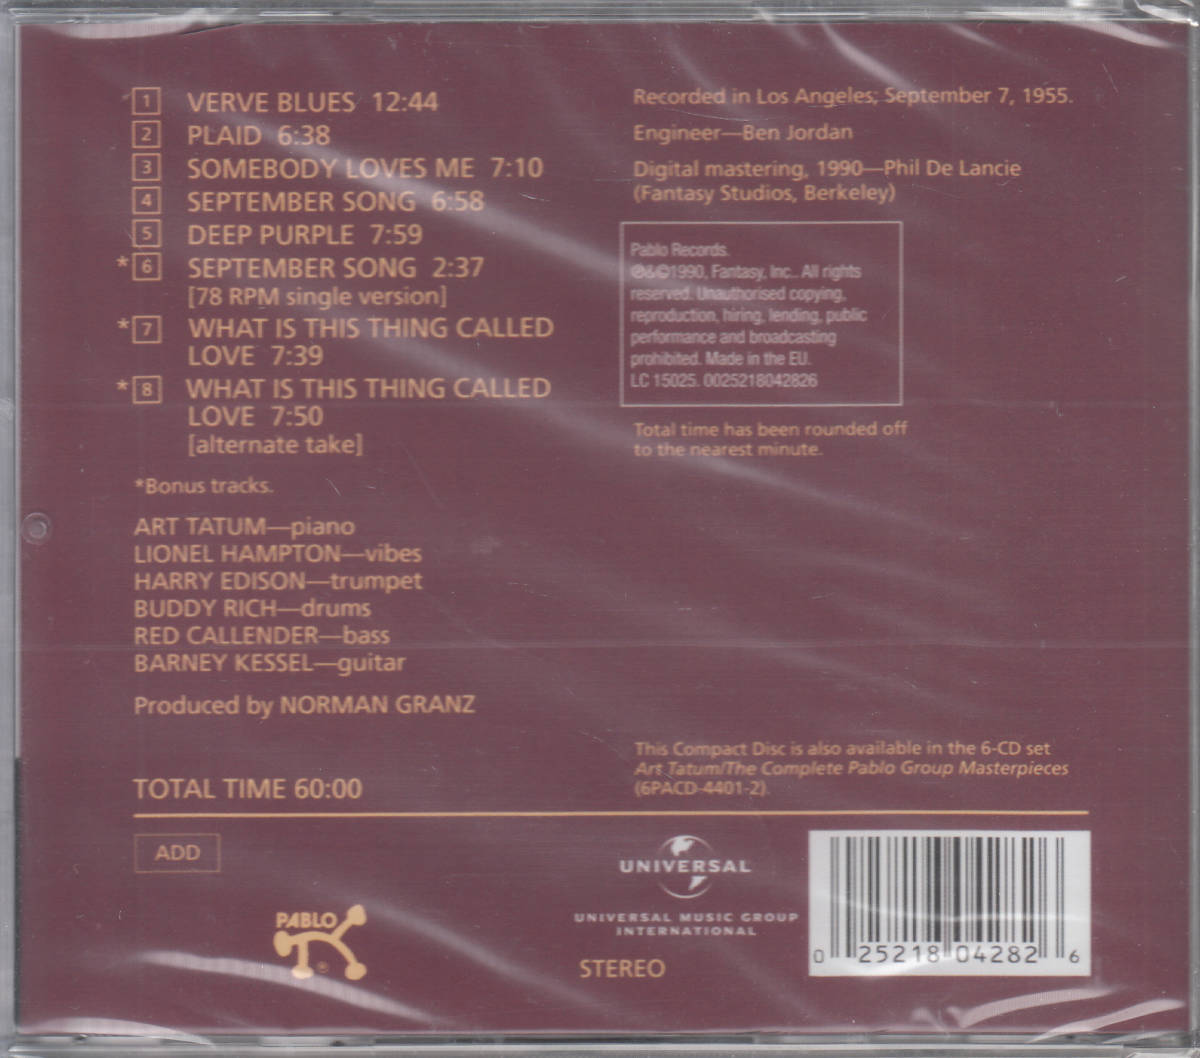 1 VERVE BLUES 12:44
2 PLAID 6:38
3 SOMEBODY LOVES ME 7:10
4 SEPTEMBER SONG 6:58
5 DEEP PURPLE 7:59
*6 SEPTEMBER SONG 2:37
[78 RPM single version]
*7 WHAT IS THIS THING CALLED
LOVE 7:39
*8 WHAT IS THIS THING CALLED
LOVE 7:50
[alternate take]
*Bonus tracks.
ART TATUM—piano
LIONEL HAMPTON—vibes
HARRY EDISON—trumpet
BUDDY RICH—drums
RED CALLENDER—bass
BARNEY KESSEL—guitar
Produced by NORMAN GRANZ
TOTAL TIME 60:00
Recorded in Los Angeles; September 7, 1955.
Engineer—Ben Jordan
Digital mastering, 1990—Phil De Lancie
(Fantasy Studios, Berkeley)
Pablo Records.
℗&©1990, Fantasy, Inc.. All rights
reserved. Unauthorised copying,
reproduction, hiring, lending, public
performance and broadcasting
prohibited. Made in the EU.
LC 15025. 0025218042826
Total time has been rounded off
to the nearest minute.
This Compact Disc is also available in the 6-CD set
Art Tatum/The Complete Pablo Group Masterpieces
(6PACD-4401-2).
ADD
PABLO ®
UNIVERSAL
UNIVERSAL MUSIC GROUP
INTERNATIONAL
STEREO
0 25218 04282 6